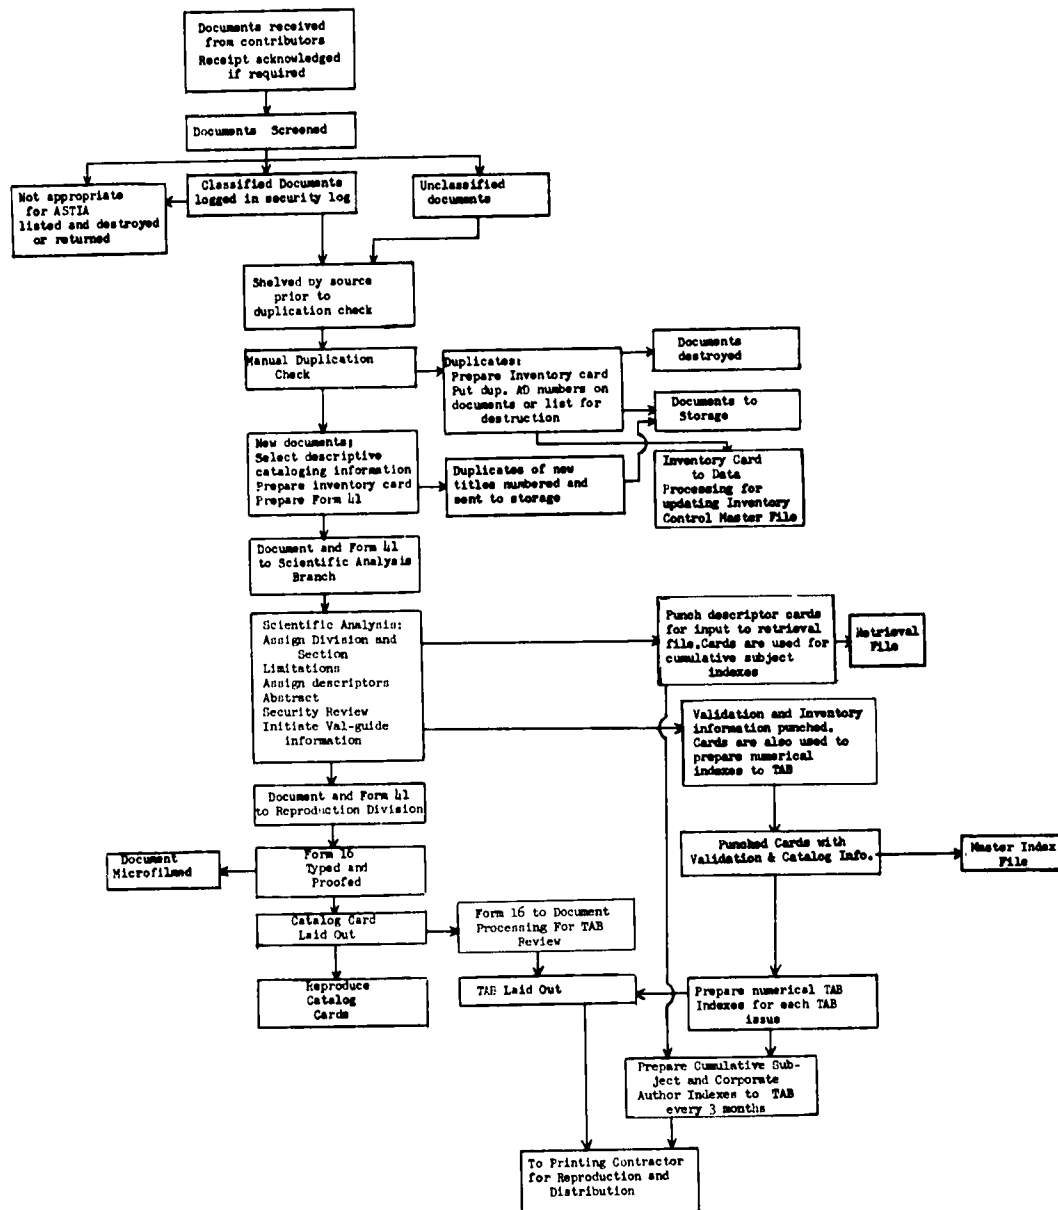 Documents received
from contributors
Receipt acknowledged
if required
Documents Screened
Not appropriate
for ASTIA
listed and destroyed
or returned
Classified Documents
logged in security log
Unclassified
documents
Shelved by source
prior to
duplication check
Manual Duplication
Check
Duplicates:
Prepare Inventory card
Put dup. AD numbers on
documents or list for
destruction
Documents
destroyed
Documents to
Storage
New documents;
Select descriptive
cataloging information
Prepare inventory card
Prepare Form 41
Duplicates of new
titles numbered and
sent to storage
Inventory Card
to Data
Processing for
updating Inventory
Control Master File
Document and Form 41
to Scientific Analysis
Branch
Scientific Analysis:
Assign Division and
Section
Limitations
Assign descriptors
Abstract
Security Review
Initiate Val-guide
information
Punch descriptor cards
for input to retrieval
file.Cards are used for
cumulative subject
indexes
Retrieval
File
Validation and Inventory
information punched.
Cards are also used to
prepare numerical
indexes to TAB
Document and Form 41
to Reproduction Division
Document
Microfilmed
Form 16
Typed and
Proofed
Punched Cards with
Validation & Catalog Info.
Master Index
File
Catalog Card
Laid Out
Form 16 to Document
Processing For TAB
Review
Reproduce
Catalog
Cards
TAB Laid Out
Prepare numerical TAB
Indexes for each TAB
issue
Prepare Cumulative Sub-
ject and Corporate
Author Indexes to TAB
every 3 months
To Printing Contractor
for Reproduction and
Distribution